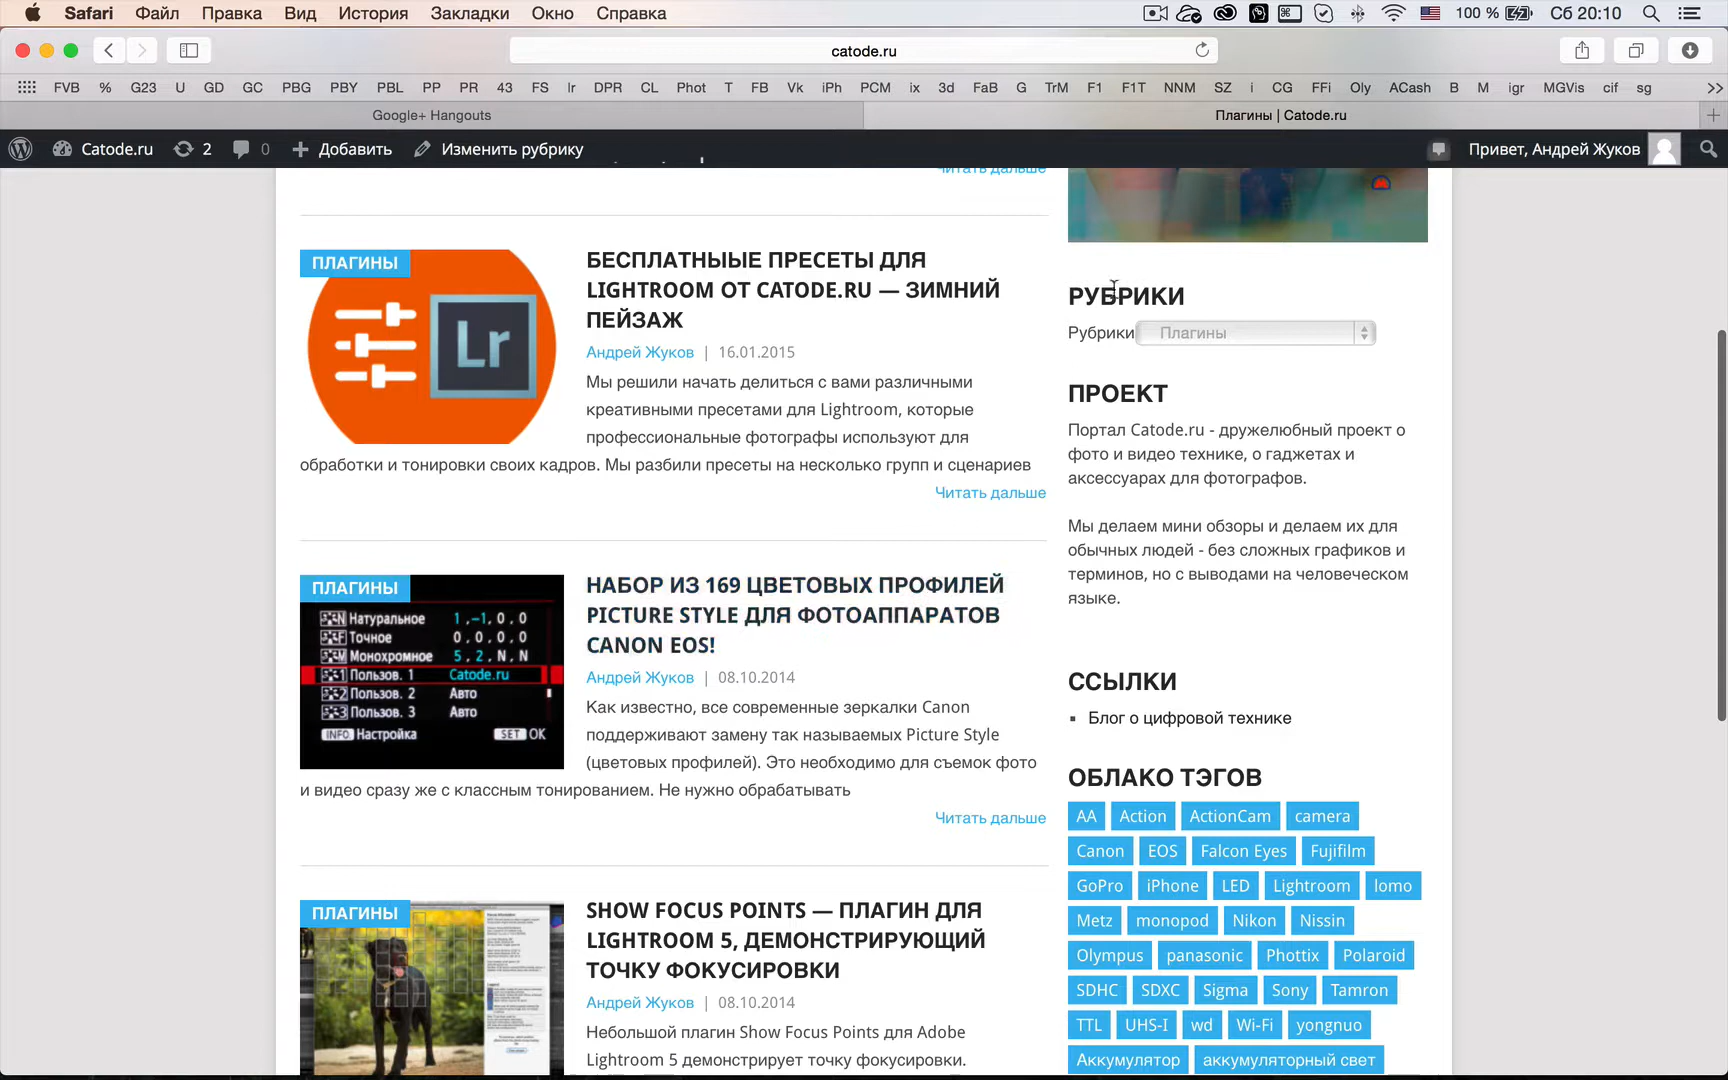 Safari Файл Правка Вид История Закладки Окно Справка 100 % Сб 20:10
catode.ru
FVB % G23 U GD GC PBG PBY PBL PP PR 43 FS lr DPR CL Phot T FB Vk iPh PCM ix 3d FaB G TrM F1 F1T NNM SZ i CG FFi Oly ACash B M igr MGVis cif sg
Google+ Hangouts Плагины | Catode.ru
Catode.ru 2 0 Добавить Изменить рубрику Привет, Андрей Жуков
Читать дальше
ПЛАГИНЫ
БЕСПЛАТНЫЫЕ ПРЕСЕТЫ ДЛЯ
LIGHTROOM ОТ CATODE.RU — ЗИМНИЙ
ПЕЙЗАЖ
Андрей Жуков | 16.01.2015
Lr
Мы решили начать делиться с вами различными
креативными пресетами для Lightroom, которые
профессиональные фотографы используют для
обработки и тонировки своих кадров. Мы разбили пресеты на несколько групп и сценариев
Читать дальше
ПЛАГИНЫ
Натуральное 1,-1,0,0
Точное 0,0,0,0
Монохромное 5,2,N,N
Пользов. 1 Catode.ru
Пользов. 2 Авто
Пользов. 3 Авто
INFO Настройка SET OK
НАБОР ИЗ 169 ЦВЕТОВЫХ ПРОФИЛЕЙ
PICTURE STYLE ДЛЯ ФОТОАППАРАТОВ
CANON EOS!
Андрей Жуков | 08.10.2014
Как известно, все современные зеркалки Canon
поддерживают замену так называемых Picture Style
(цветовых профилей). Это необходимо для съемок фото
и видео сразу же с классным тонированием. Не нужно обрабатывать
Читать дальше
ПЛАГИНЫ
SHOW FOCUS POINTS — ПЛАГИН ДЛЯ
LIGHTROOM 5, ДЕМОНСТРИРУЮЩИЙ
ТОЧКУ ФОКУСИРОВКИ
Андрей Жуков | 08.10.2014
Небольшой плагин Show Focus Points для Adobe
Lightroom 5 демонстрирует точку фокусировки.
РУБРИКИ
Рубрики Плагины
ПРОЕКТ
Портал Catode.ru - дружелюбный проект о
фото и видео технике, о гаджетах и
аксессуарах для фотографов.
Мы делаем мини обзоры и делаем их для
обычных людей - без сложных графиков и
терминов, но с выводами на человеческом
языке.
ССЫЛКИ
Блог о цифровой технике
ОБЛАКО ТЭГОВ
AA Action ActionCam camera
Canon EOS Falcon Eyes Fujifilm
GoPro iPhone LED Lightroom lomo
Metz monopod Nikon Nissin
Olympus panasonic Phottix Polaroid
SDHC SDXC Sigma Sony Tamron
TTL UHS-I wd Wi-Fi yongnuo
Аккумулятор аккумуляторный свет